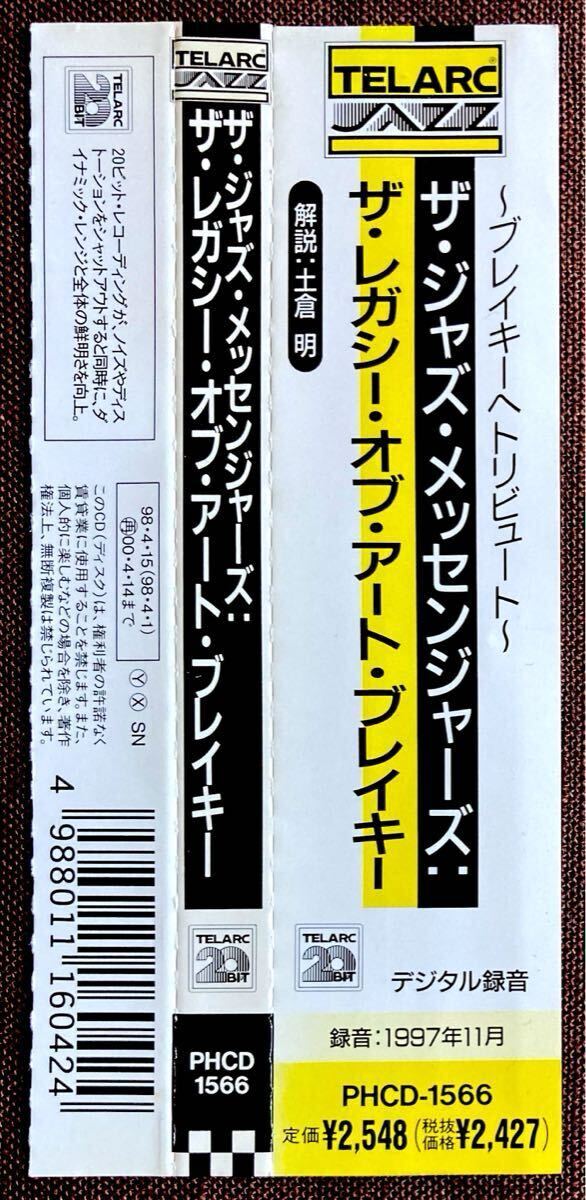 TELARC
JAZZ
～ブレイキーへトリビュート～
ザ・ジャズ・メッセンジャーズ:
ザ・レガシー・オブ・アート・ブレイキー
解説:土倉 明
TELARC
20 BIT
デジタル録音
録音:1997年11月
PHCD-1566
定価¥2,548(税抜価格¥2,427)
TELARC
JAZZ
ザ・ジャズ・メッセンジャーズ:
ザ・レガシー・オブ・アート・ブレイキー
TELARC
20 BIT
PHCD
1566
TELARC
20 BIT
20ビット・レコーディングが、ノイズやディス
トーションをシャットアウトすると同時に、ダ
イナミック・レンジと全体の鮮明さを向上。
98・4・15(98・4・1)
再00・4・14まで
Ⓨ Ⓧ SN
このCD(ディスク)は、権利者の許諾なく
賃貸業に使用することを禁じます。また、
個人的に楽しむなどの場合を除き、著作
権法上、無断複製は禁じられています。
4 988011 160424